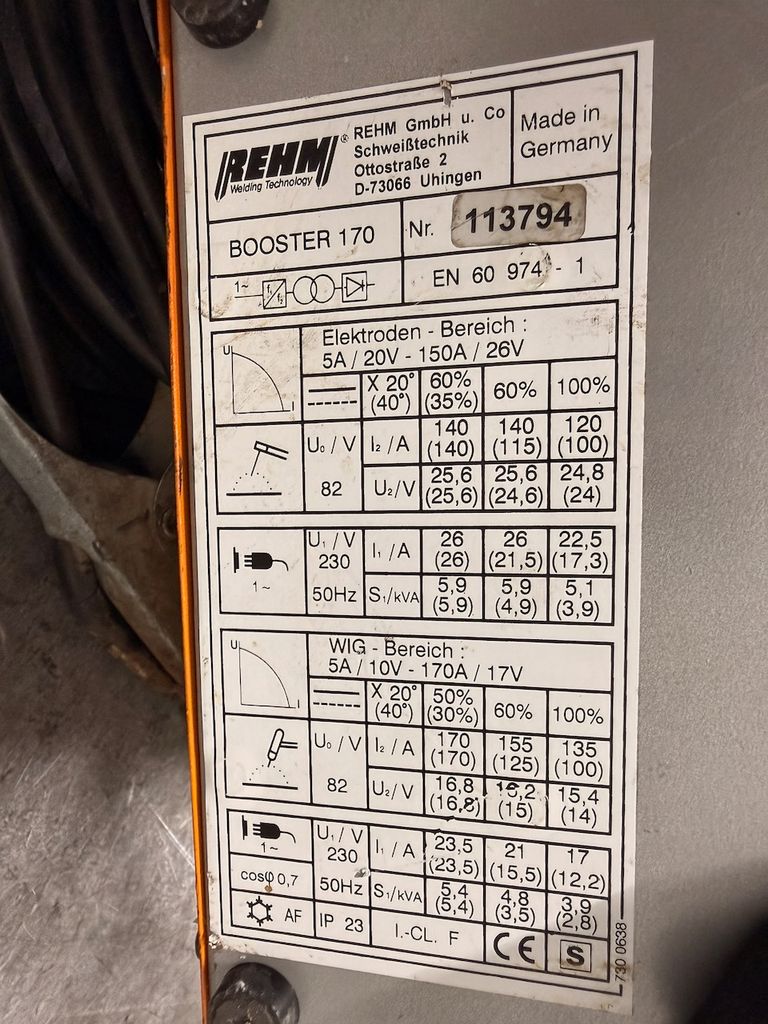 REHM®
Welding Technology
REHM GmbH u. Co
Schweißtechnik
Ottostraße 2
D-73066 Uhingen
Made in
Germany
BOOSTER 170
Nr. 113794
1~ f₁ f₂
EN 60 974 - 1
U I
Elektroden - Bereich :
5A / 20V - 150A / 26V
X 20° 60% 60% 100%
(40°) (35%)
U₀ / V I₂ / A 140 140 120
(140) (115) (100)
82 U₂/V 25,6 25,6 24,8
(25,6) (24,6) (24)
1~ U₁ / V I₁ / A 26 26 22,5
230 (26) (21,5) (17,3)
50Hz S₁/kVA 5,9 5,9 5,1
(5,9) (4,9) (3,9)
U I
WIG - Bereich :
5A / 10V - 170A / 17V
X 20° 50% 60% 100%
(40°) (30%)
U₀ / V I₂ / A 170 155 135
(170) (125) (100)
82 U₂/ V 16,8 16,2 15,4
(16,8) (15) (14)
1~ U₁ / V I₁ / A 23,5 21 17
230 (23,5) (15,5) (12,2)
cosφ 0,7 50Hz S₁/kVA 5,4 4,8 3,9
(5,4) (3,5) (2,8)
AF IP 23 I.-CL. F CE S
730 0638